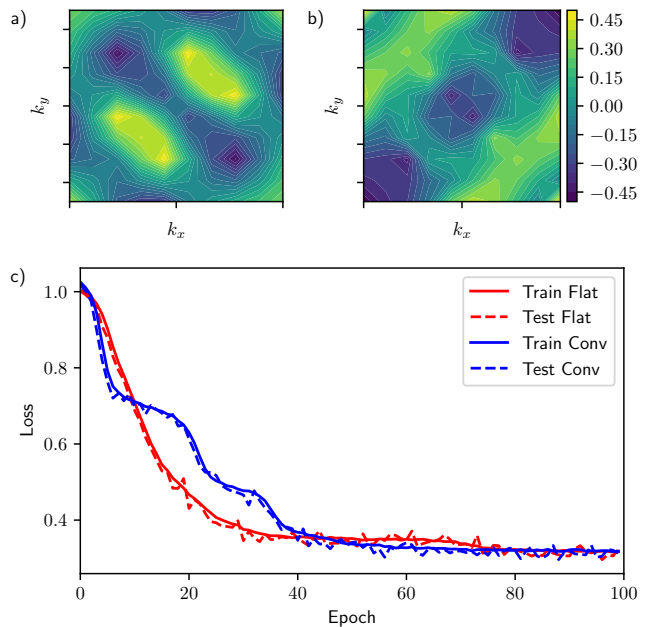 a)
k_y
k_x
b)
k_y
k_x
0.45
0.30
0.15
0.00
−0.15
−0.30
−0.45
c)
Loss
1.0
0.8
0.6
0.4
Train Flat
Test Flat
Train Conv
Test Conv
0 20 40 60 80 100
Epoch